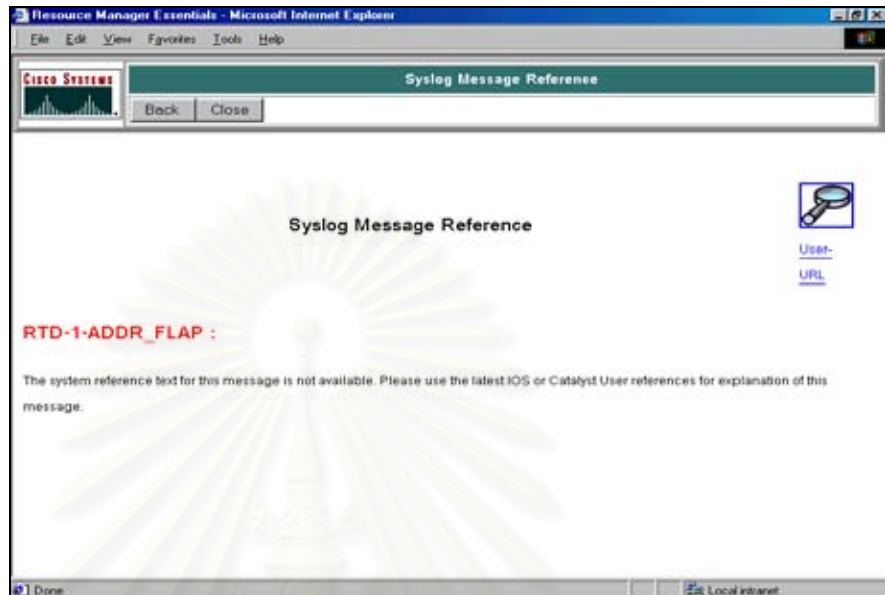 Resource Manager Essentials - Microsoft Internet Explorer
File Edit View Favorites Tools Help
CISCO SYSTEMS
Syslog Message Reference
Back Close
Syslog Message Reference
User-
URL
RTD-1-ADDR_FLAP :
The system reference text for this message is not available. Please use the latest IOS or Catalyst User references for explanation of this
message.
Done
Local intranet